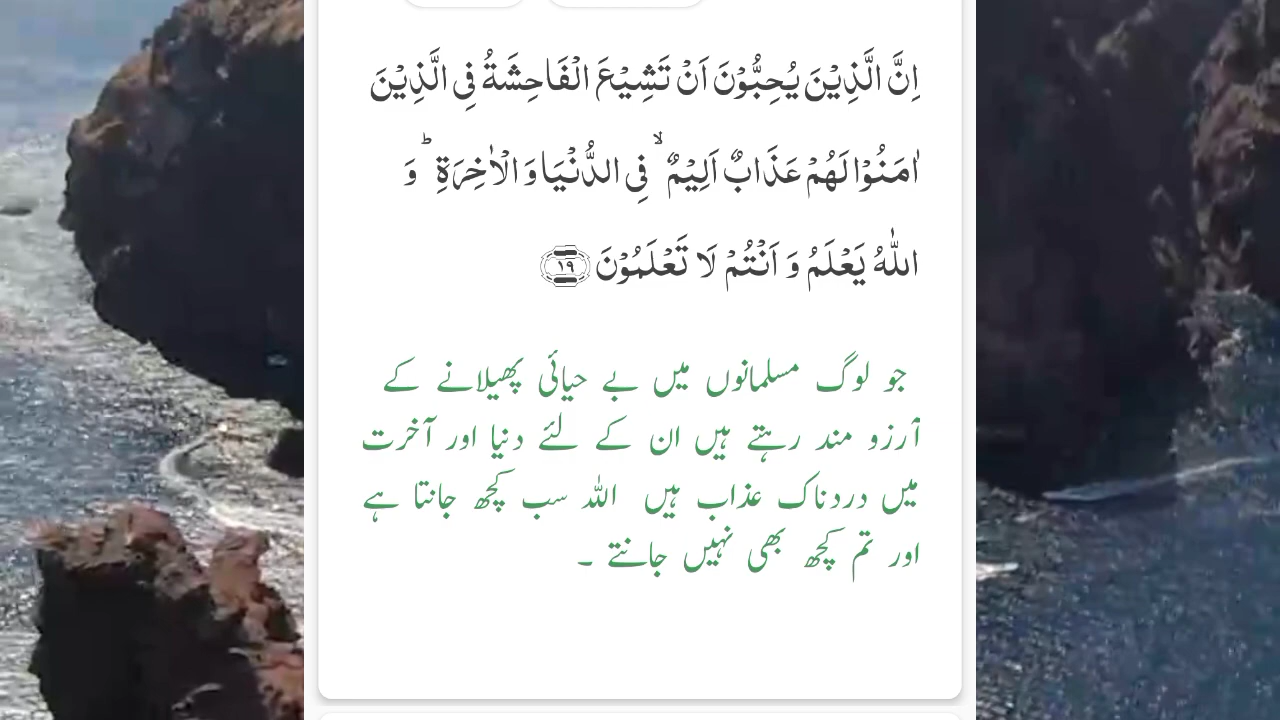 اِنَّ الَّذِیْنَ یُحِبُّوْنَ اَنْ تَشِیْعَ الْفَاحِشَةُ فِی الَّذِیْنَ
اٰمَنُوْا لَهُمْ عَذَابٌ اَلِیْمٌ ۙ فِی الدُّنْیَا وَ الْاٰخِرَةِ ؕ وَ
اللّٰهُ یَعْلَمُ وَ اَنْتُمْ لَا تَعْلَمُوْنَ ۝۱۹
جو لوگ مسلمانوں میں بے حیائی پھیلانے کے
آرزو مند رہتے ہیں ان کے لئے دنیا اور آخرت
میں دردناک عذاب ہیں اللہ سب کچھ جانتا ہے
اور تم کچھ بھی نہیں جانتے ۔